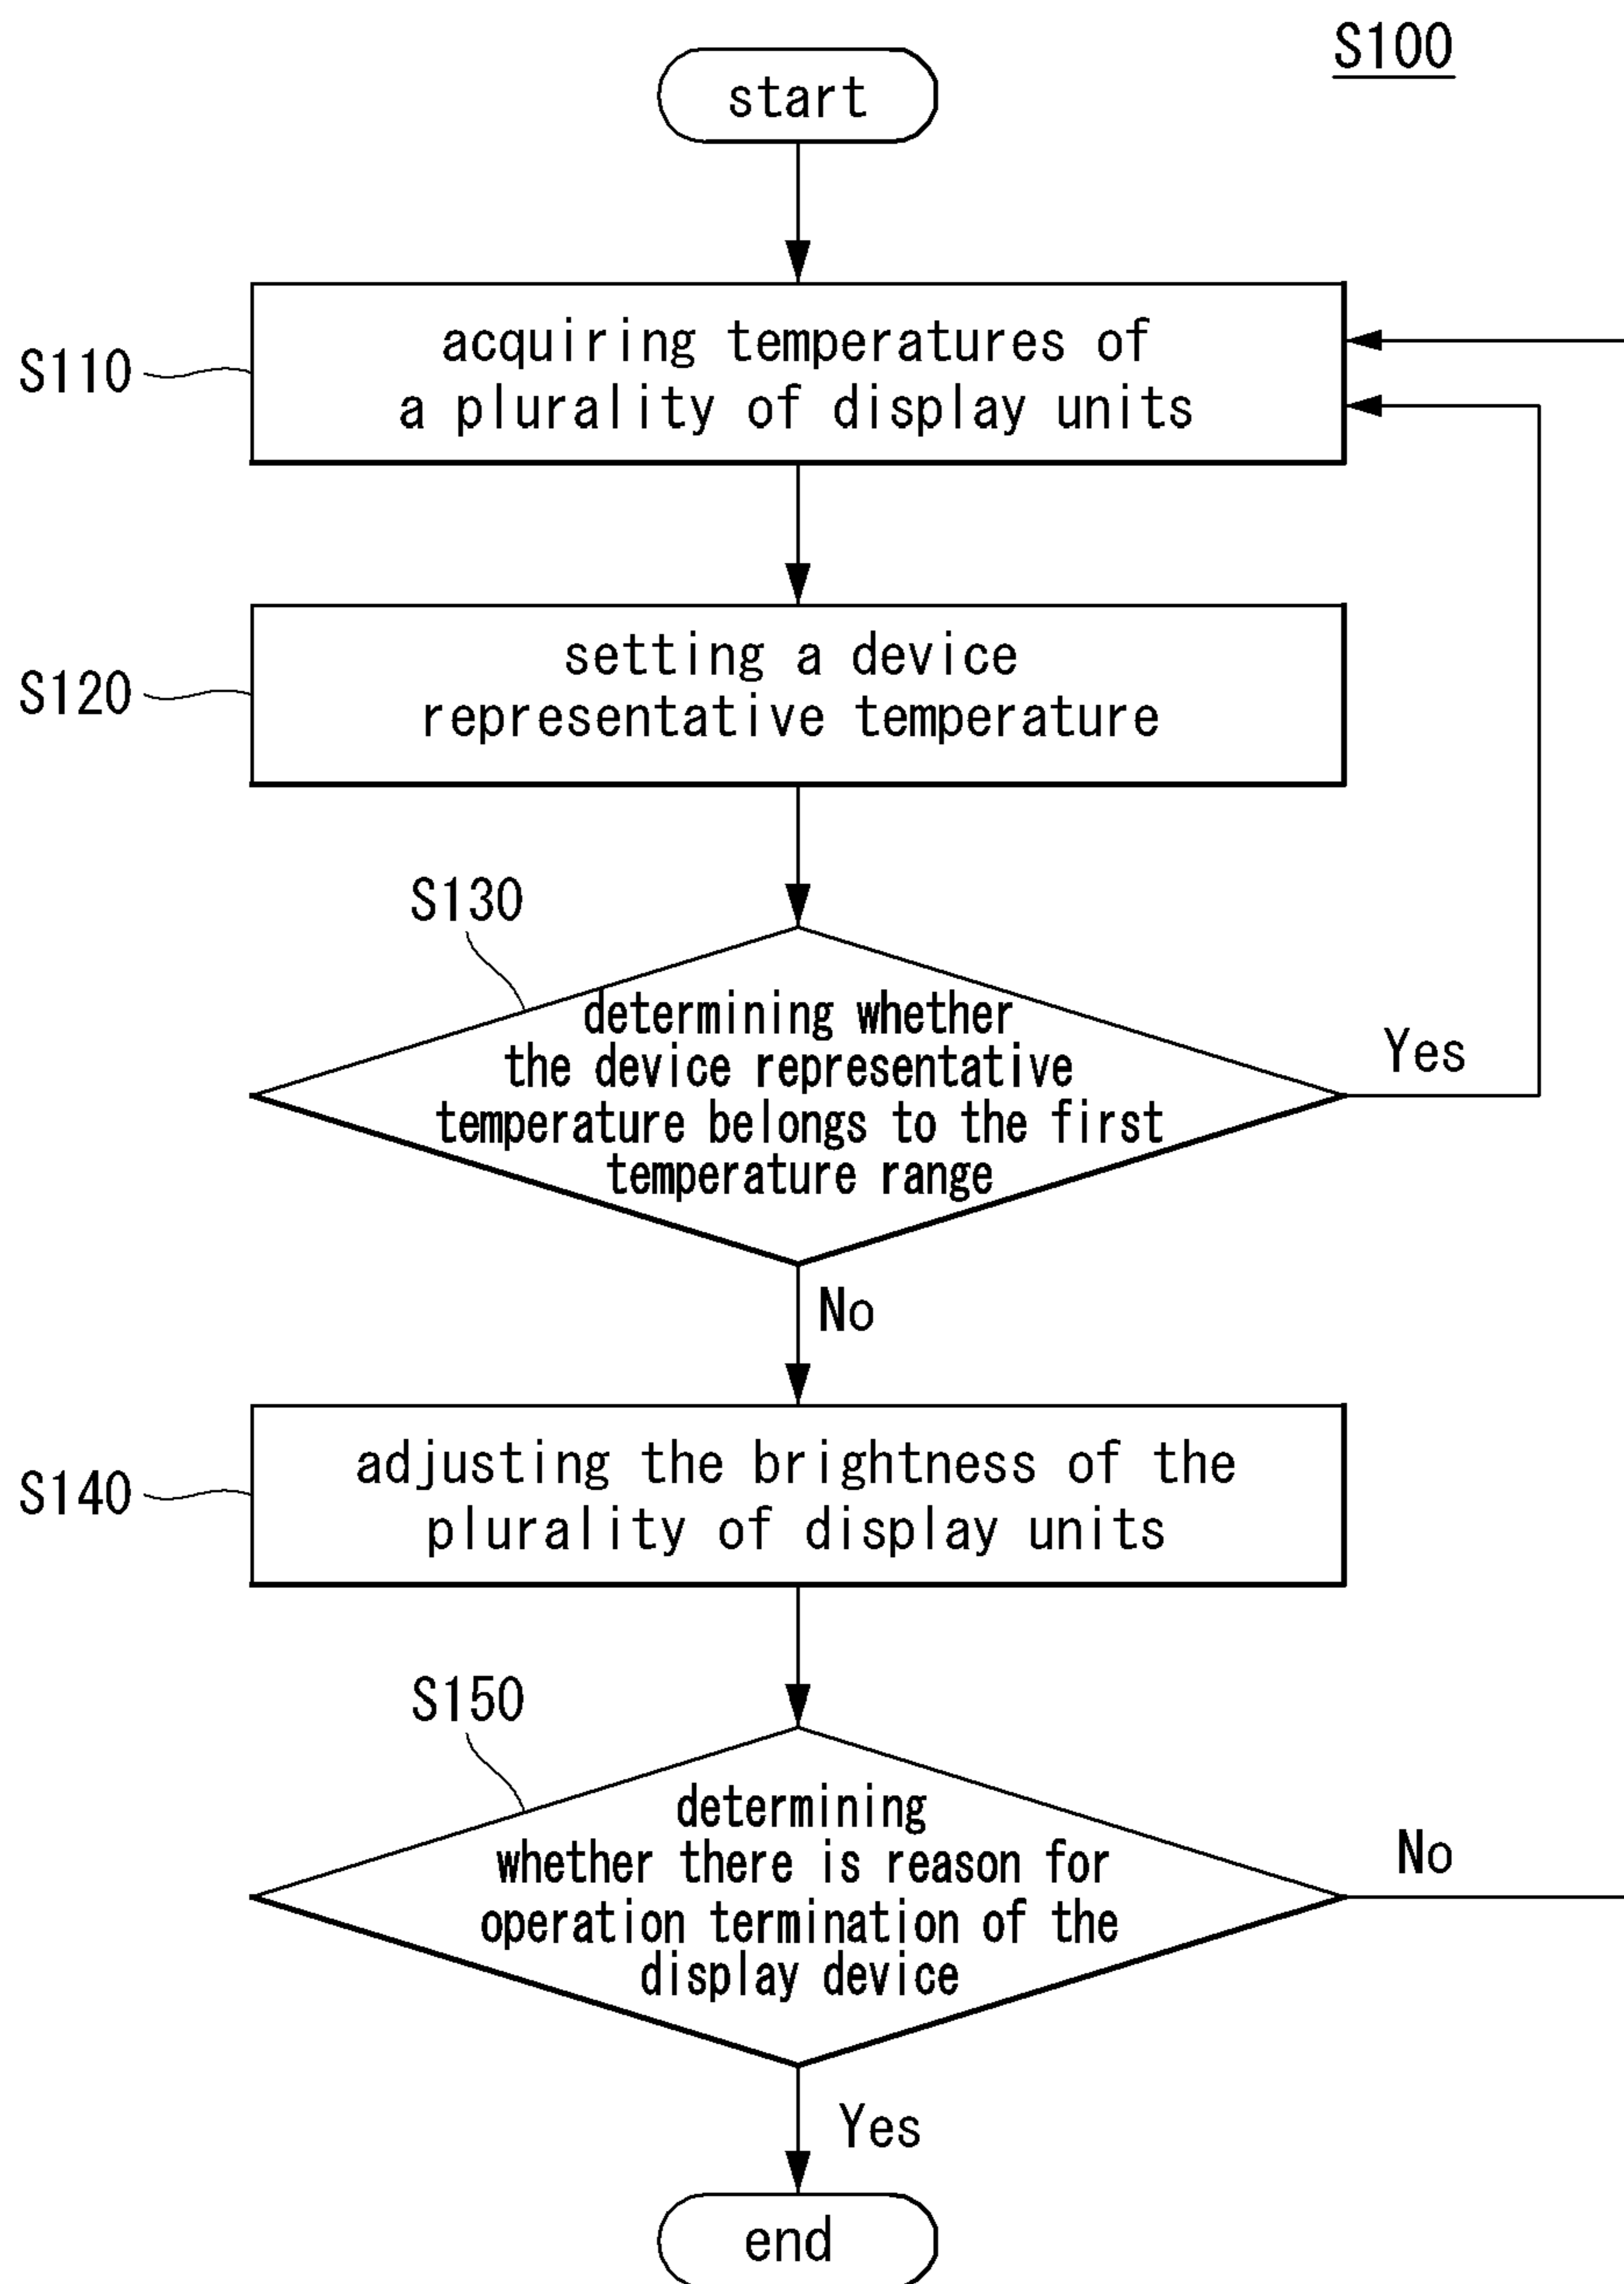 S100
start
S110
acquiring temperatures of
a plurality of display units
S120
setting a device
representative temperature
S130
determining whether
the device representative
temperature belongs to the first
temperature range
Yes
No
S140
adjusting the brightness of the
plurality of display units
S150
determining
whether there is reason for
operation termination of the
display device
No
Yes
end